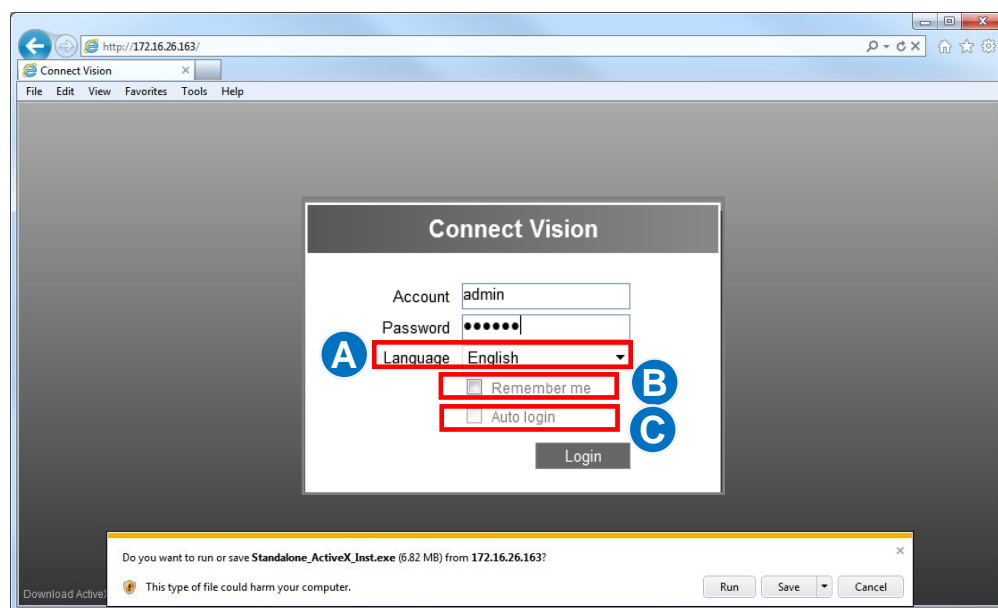 http://172.16.26.163/
Connect Vision
File Edit View Favorites Tools Help
Connect Vision
Account admin
Password ●●●●●●
A Language English
Remember me B
Auto login C
Login
Do you want to run or save Standalone_ActiveX_Inst.exe (6.82 MB) from 172.16.26.163?
This type of file could harm your computer. Run Save Cancel
Download ActiveX